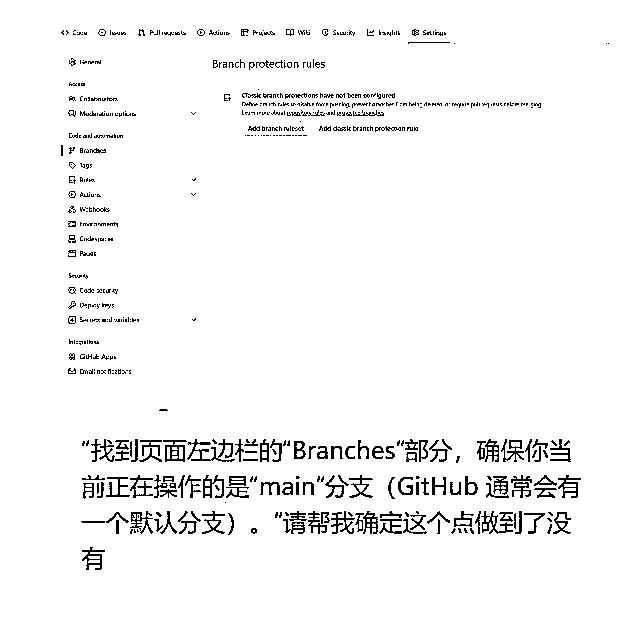 Code Issues Pull requests Actions Projects Wiki Security Insights Settings
General
Access
Collaborators
Moderation options
Code and automation
Branches
Tags
Rules
Actions
Webhooks
Environments
Codespaces
Pages
Security
Code security
Deploy keys
Secrets and variables
Integrations
GitHub Apps
Email notifications
Branch protection rules
Classic branch protections have not been configured
Define branch rules to disable force pushing, prevent branches from being deleted, or require pull requests before merging.
Learn more about repository rules and protected branches
Add branch ruleset Add classic branch protection rule
“找到页面左边栏的“Branches“部分，确保你当
前正在操作的是“main“分支（GitHub 通常会有
一个默认分支）。“请帮我确定这个点做到了没
有